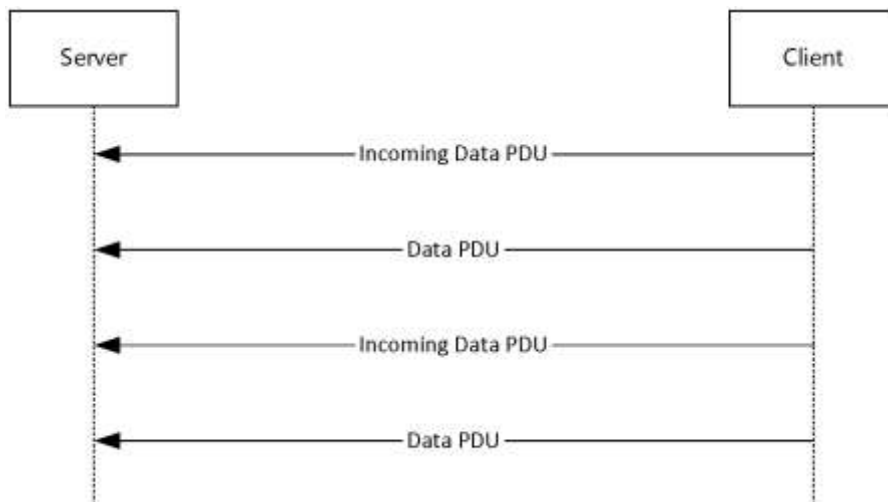 Server
Client
Incoming Data PDU
Data PDU
Incoming Data PDU
Data PDU